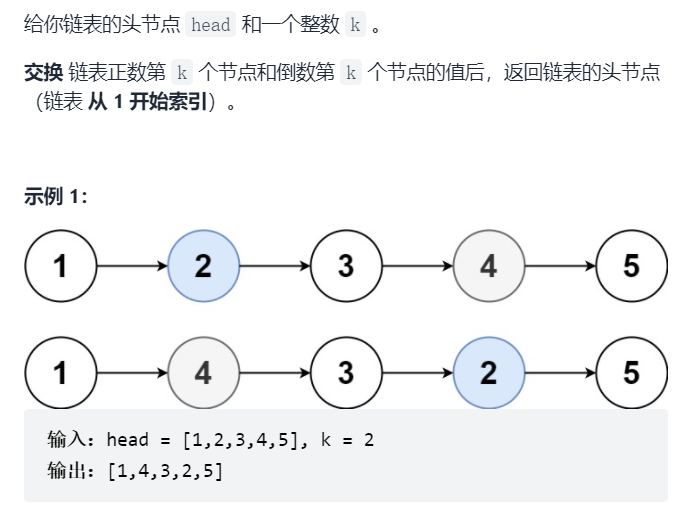 给你链表的头节点 head 和一个整数 k 。
交换 链表正数第 k 个节点和倒数第 k 个节点的值后，返回链表的头节点
（链表 从 1 开始索引）。
示例 1：
1 2 3 4 5
1 4 3 2 5
输入：head = [1,2,3,4,5], k = 2
输出：[1,4,3,2,5]